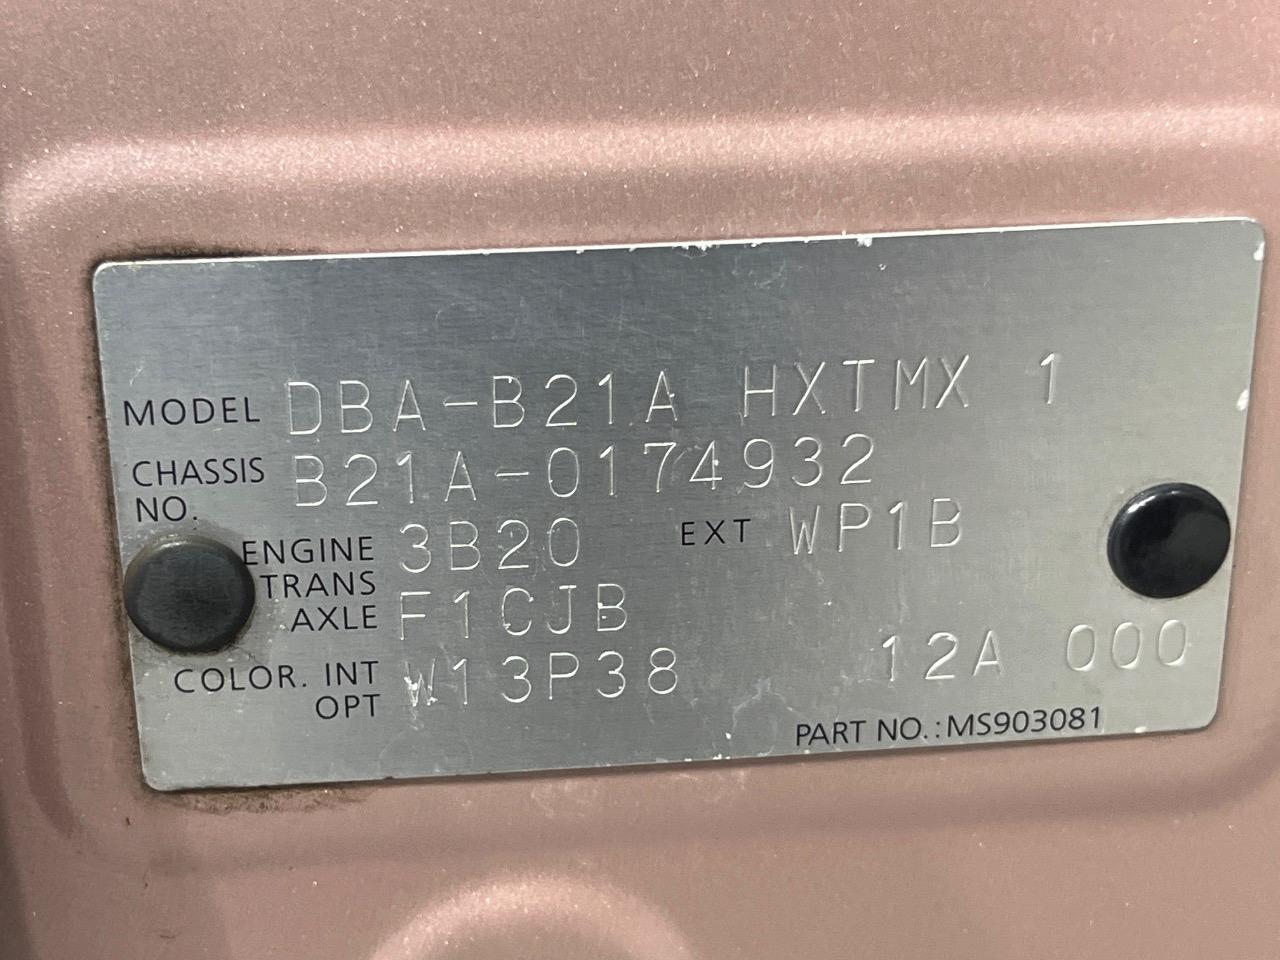 MODEL DBA-B21A HXTMX 1
CHASSIS NO. B21A-0174932
ENGINE 3B20 EXT WP1B
TRANS AXLE F1CJB
COLOR. INT OPT W13P38 12A 000
PART NO.:MS903081